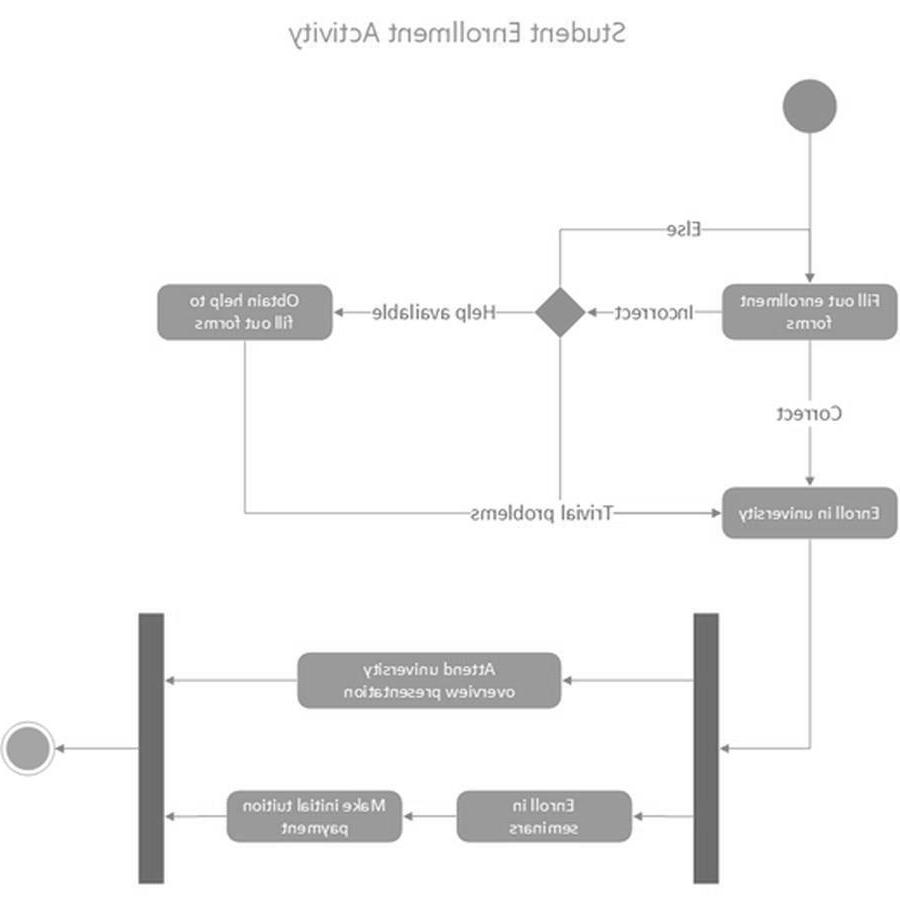 Student Enrollment Activity
Else
Fill out enrollment
forms
Incorrect
Help available
Obtain help to
fill out forms
Correct
Enroll in university
Trivial problems
Attend university
overview presentation
Enroll in
seminars
Make initial tuition
payment